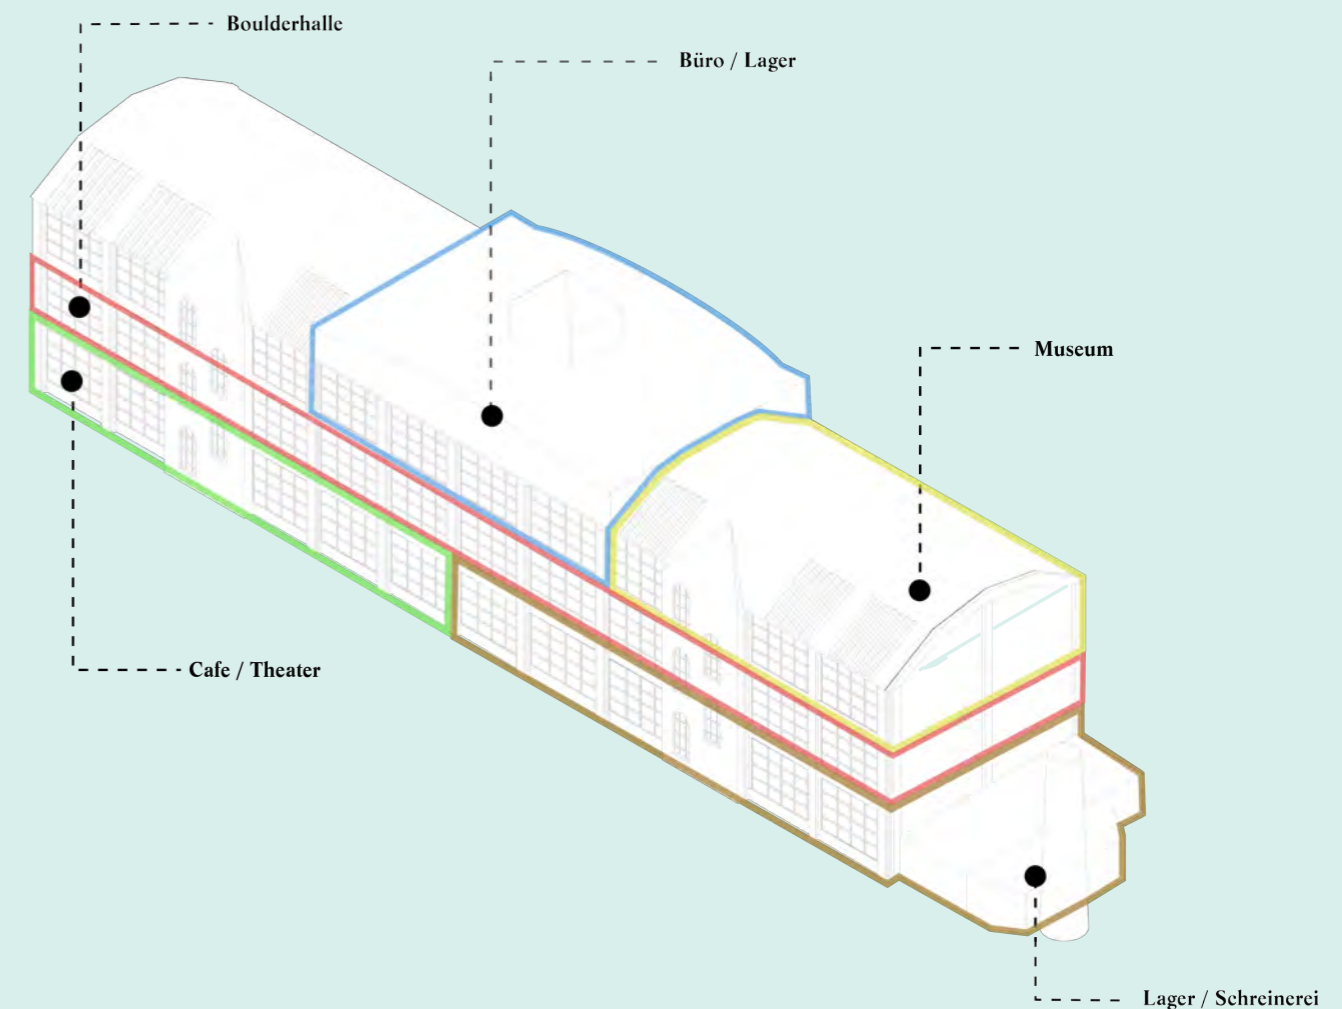 Boulderhalle
Büro / Lager
Museum
Cafe / Theater
Lager / Schreinerei